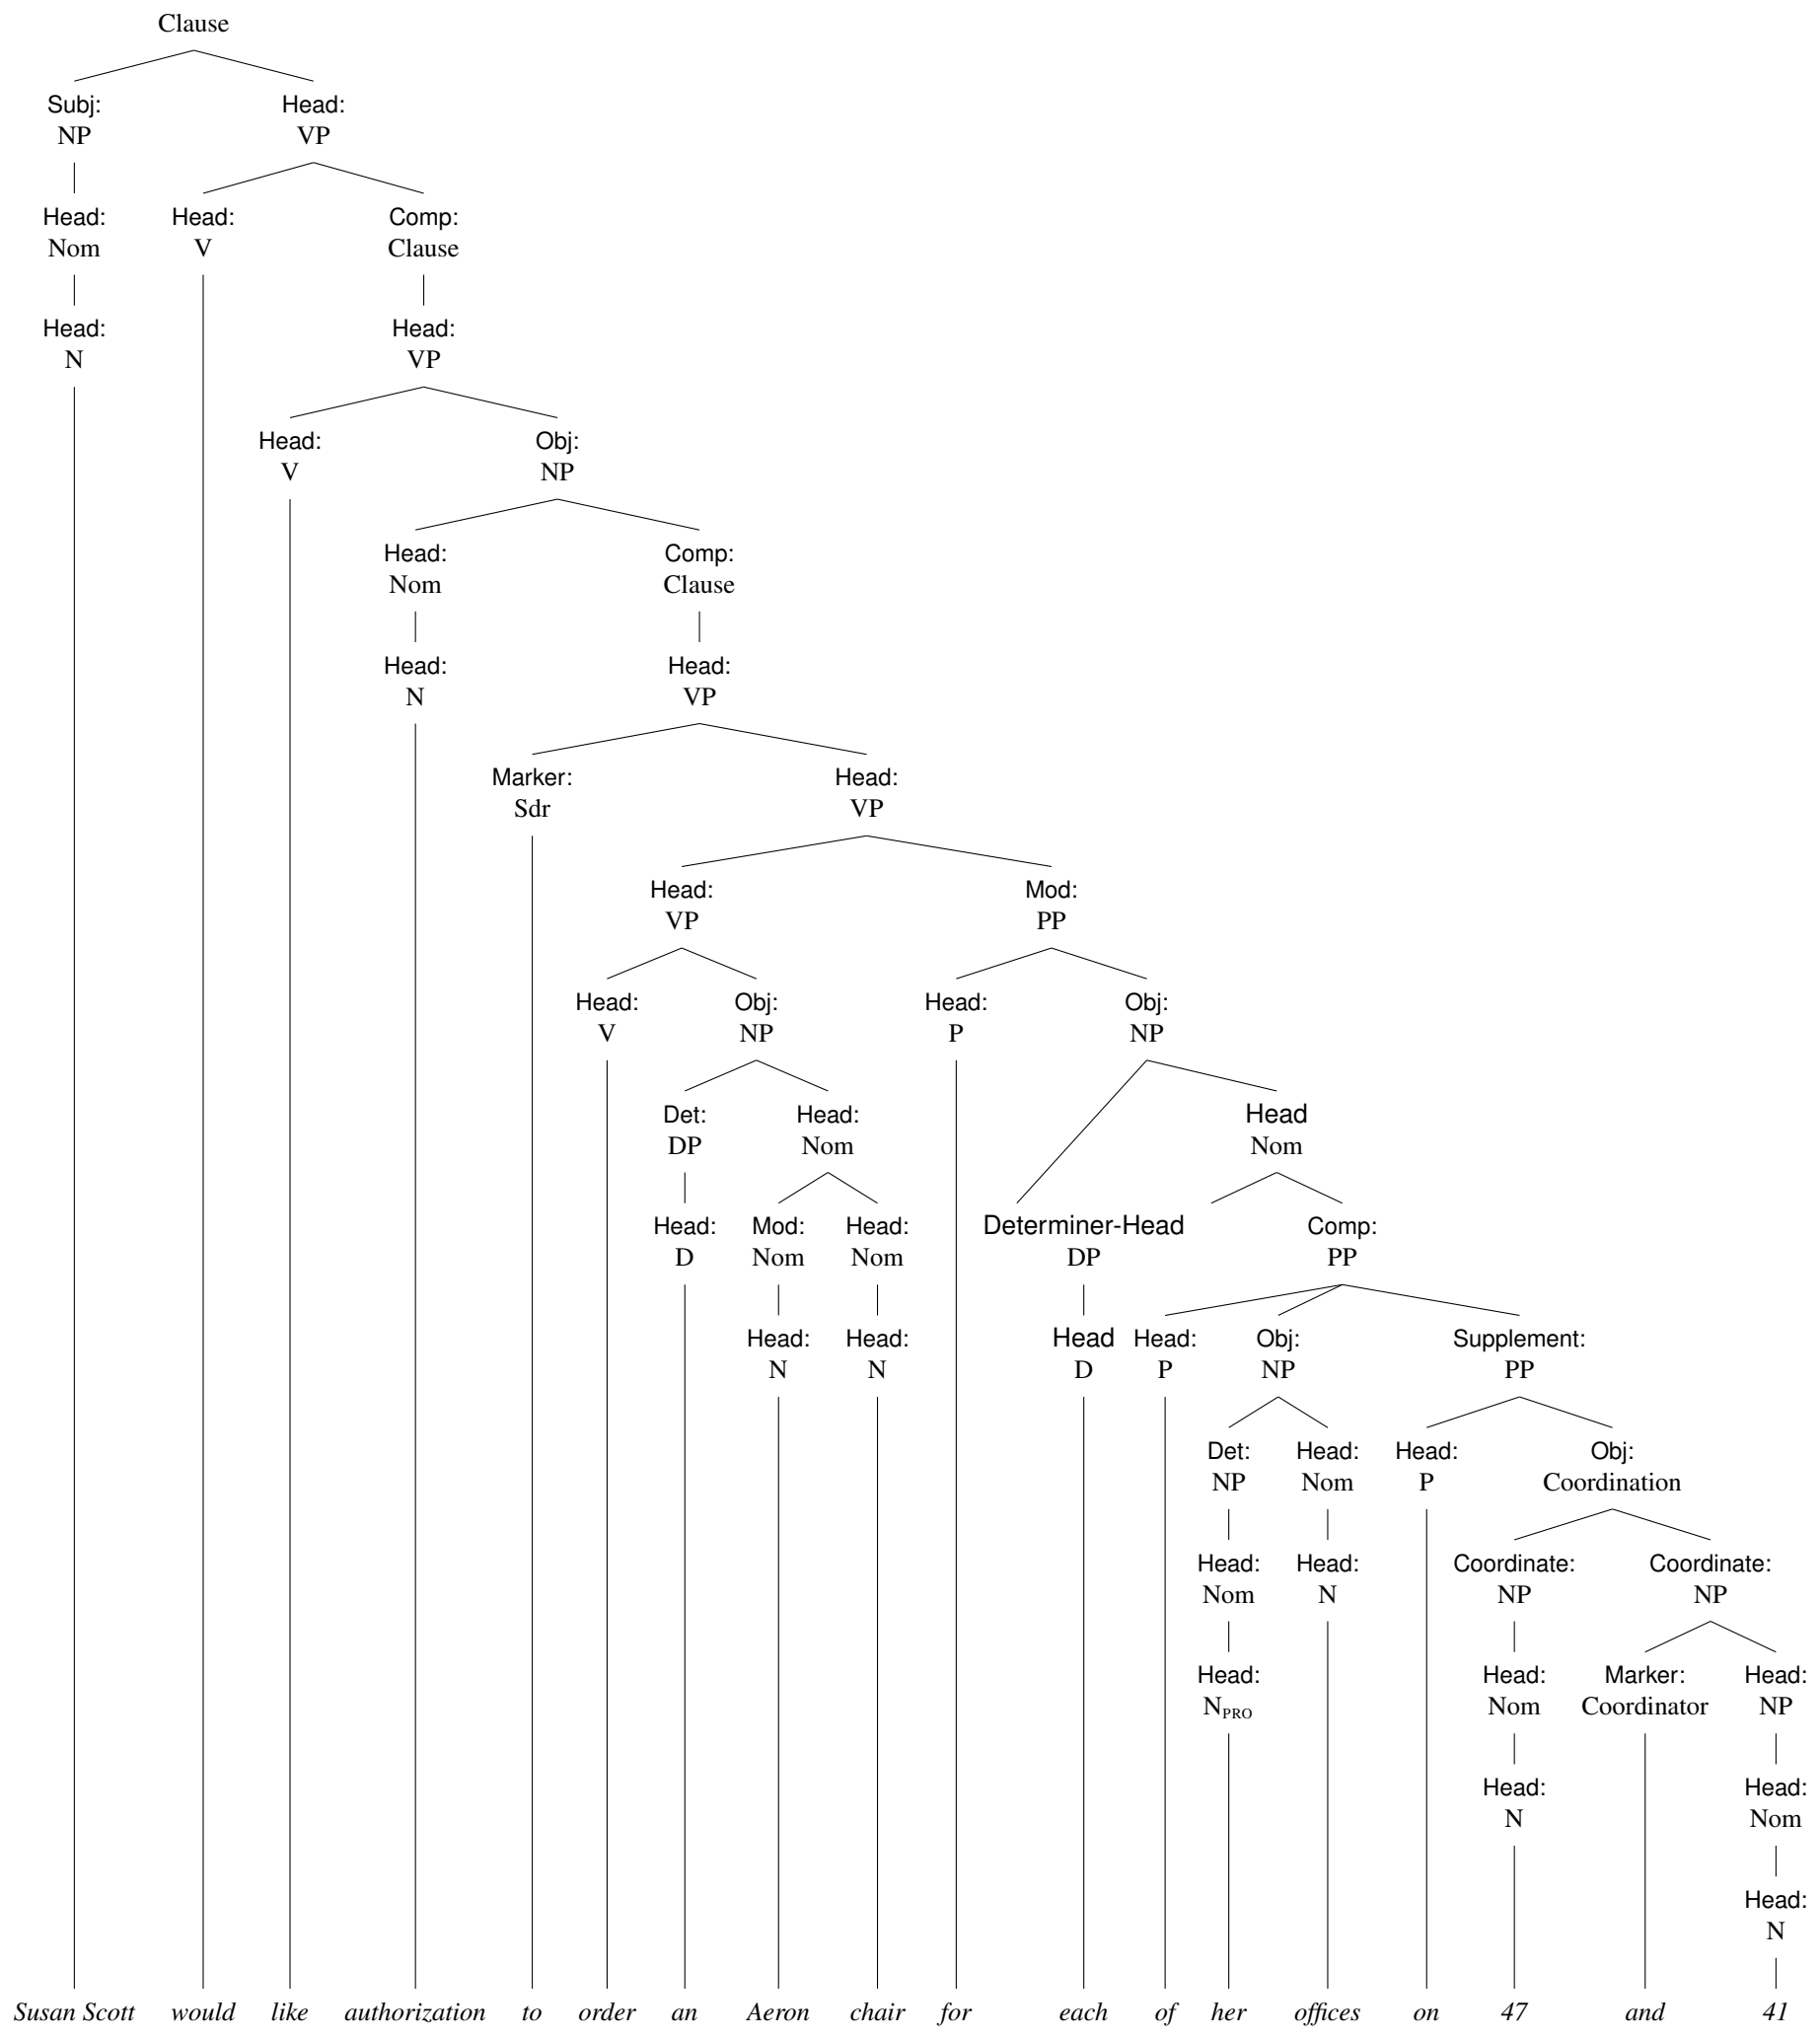 Clause
Subj: Head:
NP VP
Head: Head: Comp:
Nom V Clause
Head: Head:
N VP
Head: Obj:
V NP
Head: Comp:
Nom Clause
Head: Head:
N VP
Marker: Head:
Sdr VP
Head: Mod:
VP PP
Head: Obj: Head: Obj:
V NP P NP
Det: Head: Head
DP Nom Nom
Head: Mod: Head: Determiner-Head Comp:
D Nom Nom DP PP
Head: Head: Head Head: Obj: Supplement:
N N D P NP PP
Det: Head: Head: Obj:
NP Nom P Coordination
Head: Head: Coordinate: Coordinate:
Nom N NP NP
Head: Head: Marker: Head:
NPRO Nom Coordinator NP
Head: Head:
N Nom
Head:
N
Susan Scott would like authorization to order an Aeron chair for each of her offices on 47 and 41